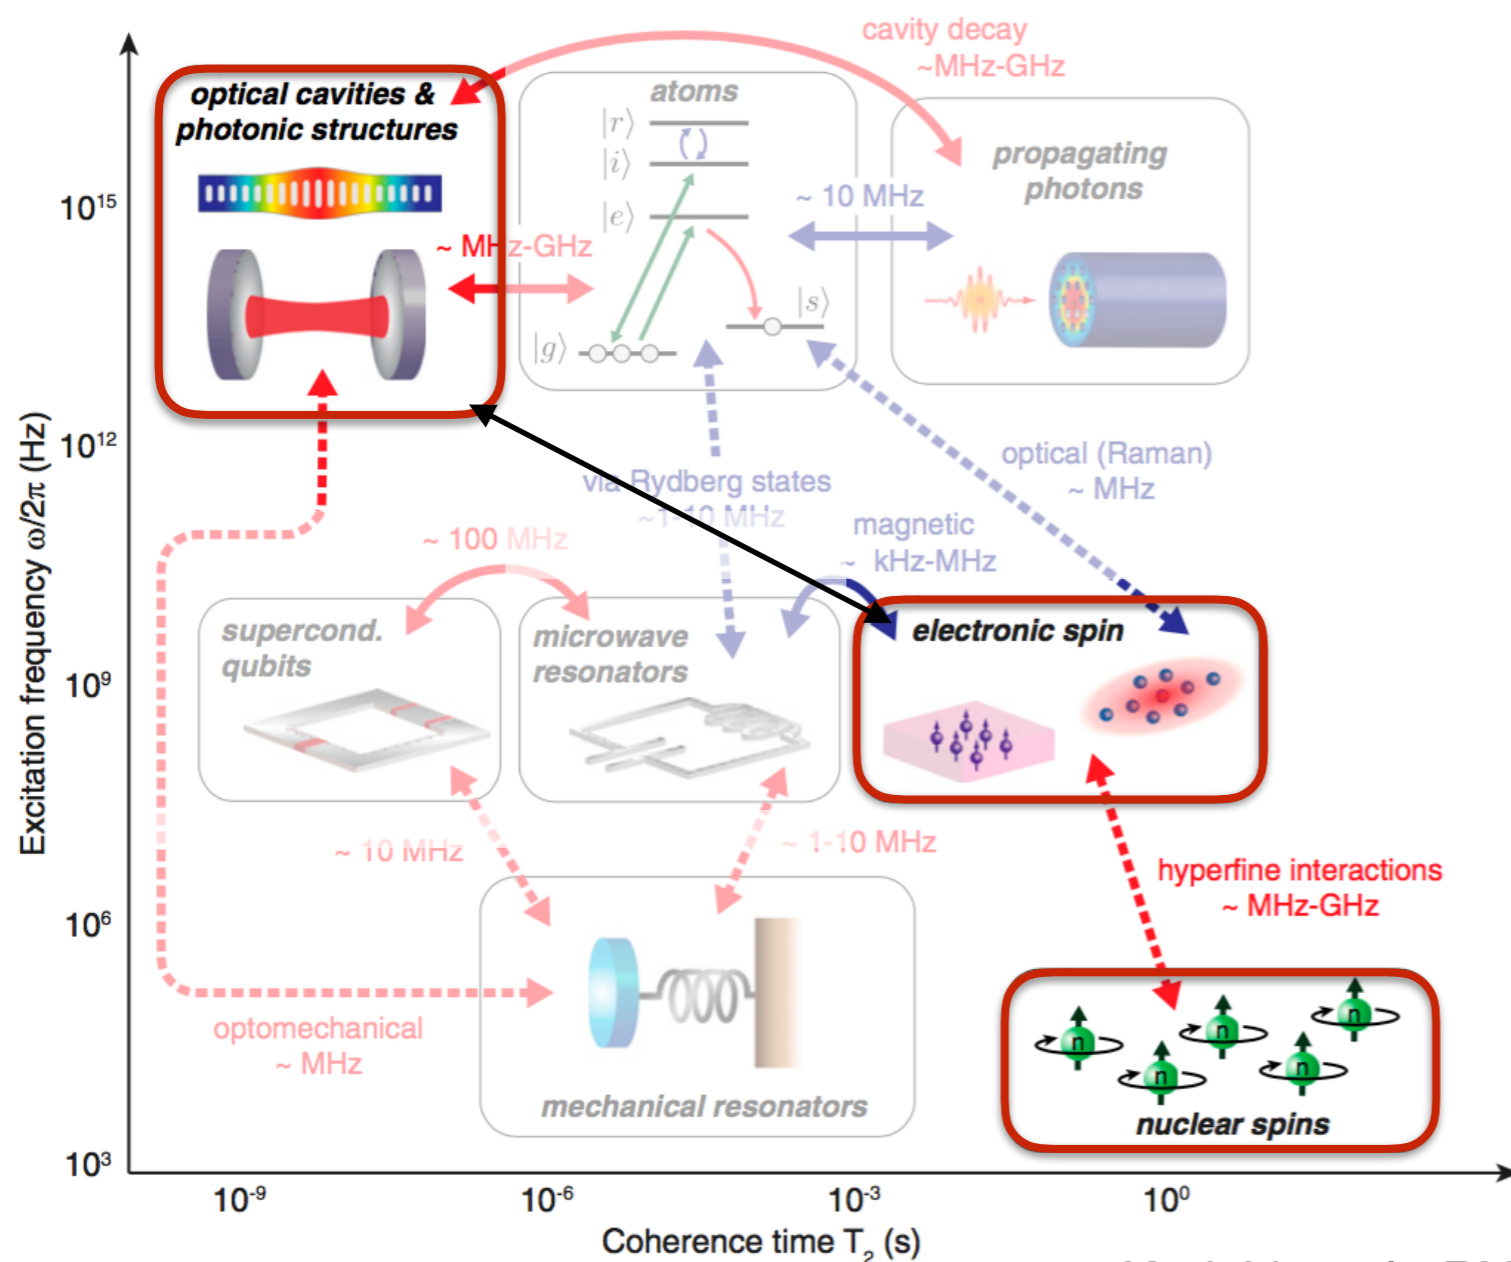 cavity decay
~MHz-GHz
optical cavities &
photonic structures
atoms
|r⟩
|i⟩
|e⟩
|s⟩
|g⟩
propagating
photons
~ 10 MHz
~ MHz-GHz
10¹⁵
10¹²
10⁹
10⁶
10³
Excitation frequency ω/2π (Hz)
optical (Raman)
~ MHz
via Rydberg states
~1-10 MHz
magnetic
~ kHz-MHz
~ 100 MHz
supercond.
qubits
microwave
resonators
electronic spin
~ 10 MHz
~ 1-10 MHz
hyperfine interactions
~ MHz-GHz
optomechanical
~ MHz
mechanical resonators
n
n
n
n
n
nuclear spins
10⁻⁹
10⁻⁶
10⁻³
10⁰
Coherence time T₂ (s)